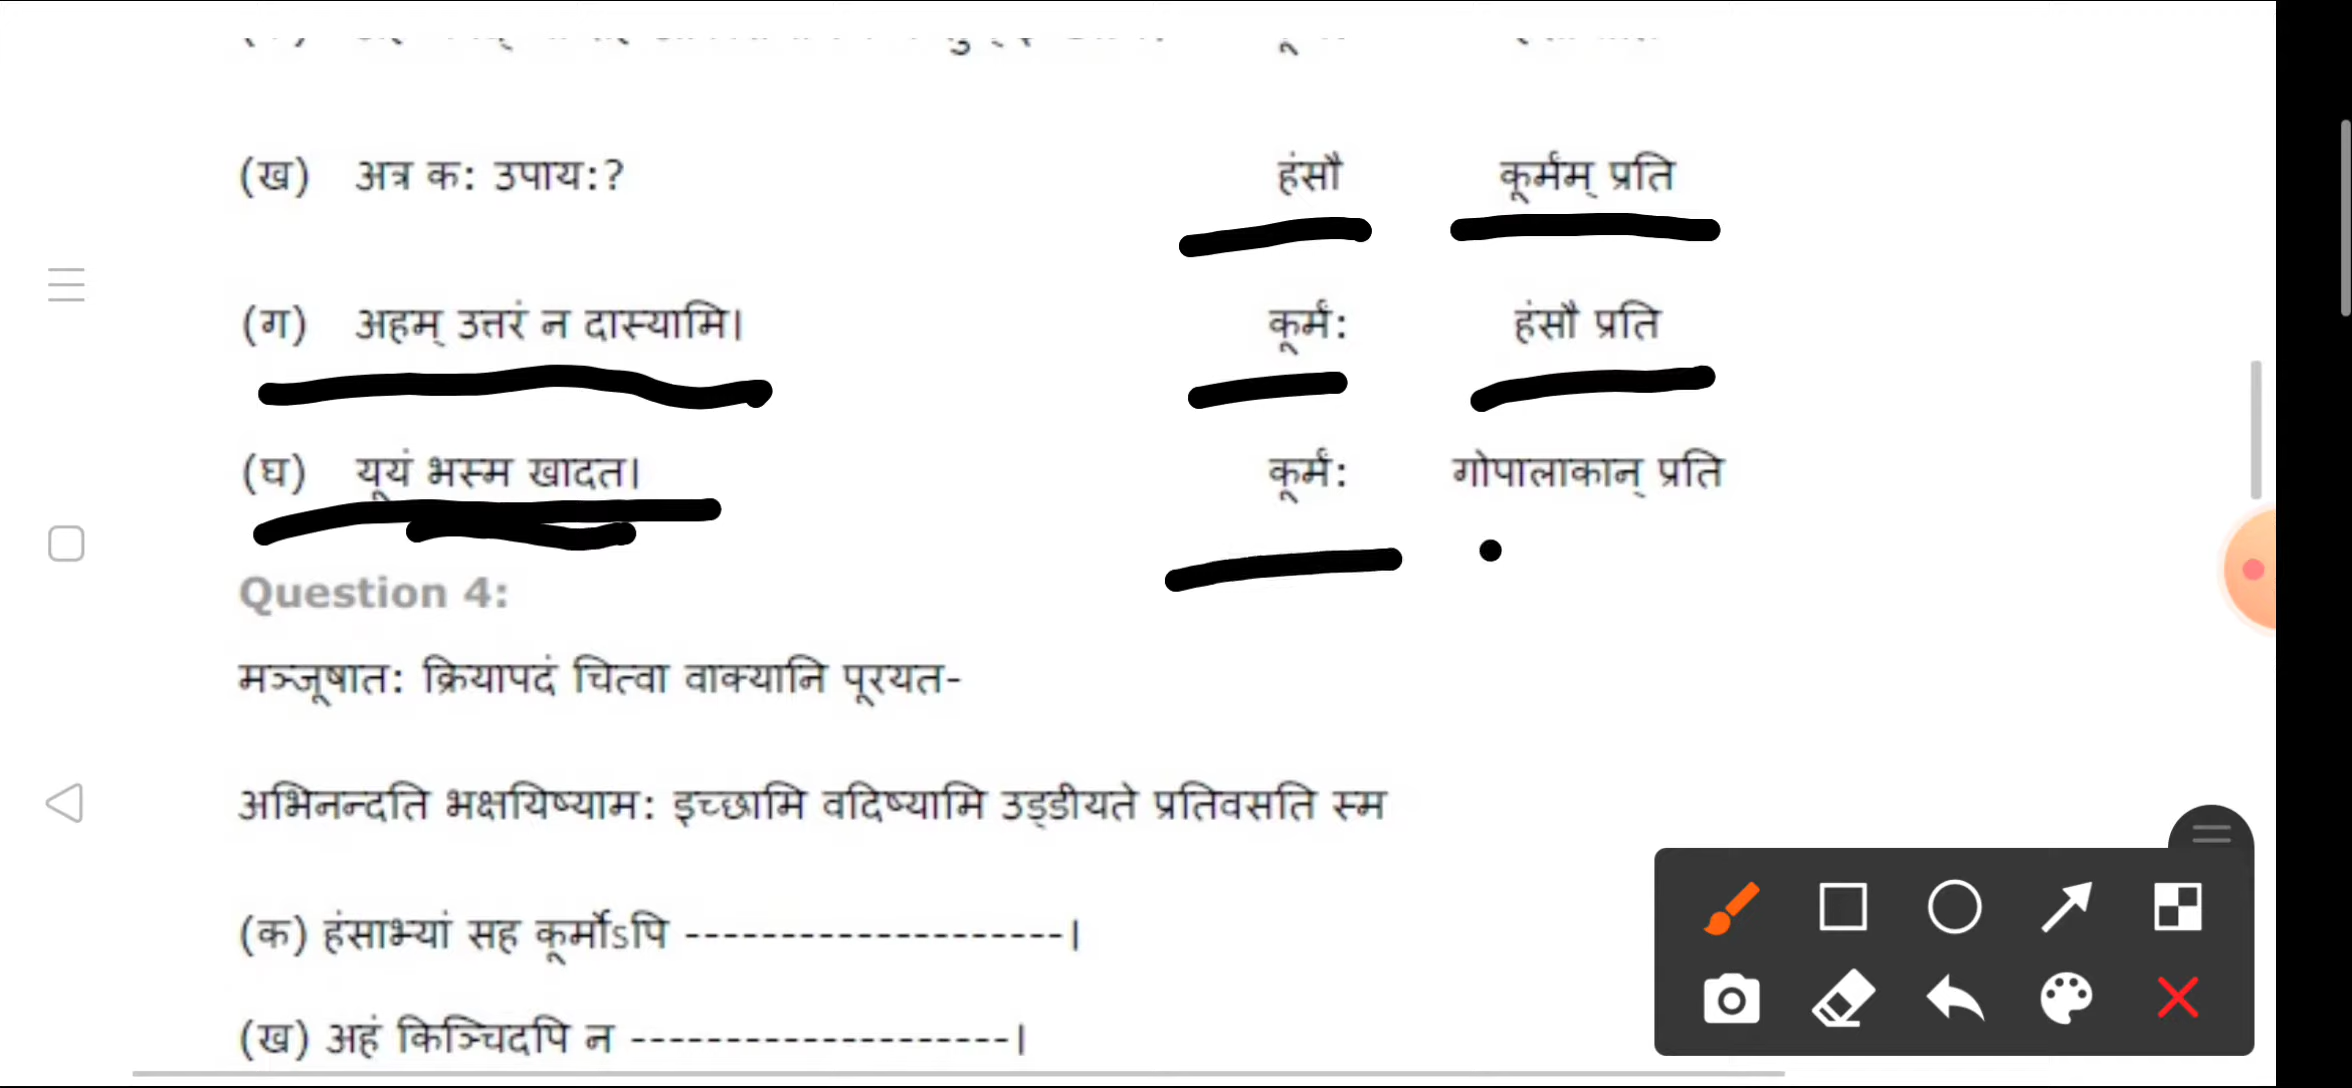 (ख) अत्र क: उपाय:? हंसौ कूर्मंम् प्रति
(ग) अहम् उत्तरं न दास्यामि। कूर्मं: हंसौ प्रति
(घ) यूयं भस्म खादत। कूर्मं: गोपालाकान् प्रति
Question 4:
मञ्जूषात: क्रियापदं चित्वा वाक्यानि पूरयत-
अभिनन्दति भक्षयिष्याम: इच्छामि वदिष्यामि उड्डीयते प्रतिवसति स्म
(क) हंसाभ्यां सह कूर्मोऽपि --------------------।
(ख) अहं किञ्चिदपि न --------------------।